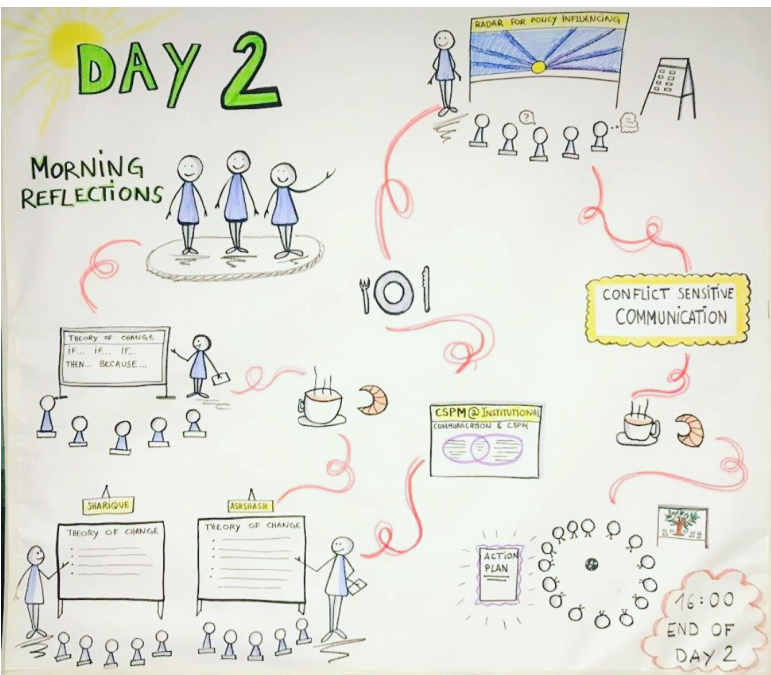 DAY 2
MORNING
REFLECTIONS
THEORY OF CHANGE
IF... IF... IF...
THEN... BECAUSE...
SHARIQUE
THEORY OF CHANGE
ASHSHASH
THEORY OF CHANGE
CSPM @ INSTITUTIONAL
COMMUNICATION & CSPM
RADAR FOR POLICY INFLUENCING
?
CONFLICT SENSITIVE
COMMUNICATION
ACTION
PLAN
16:00
END OF
DAY 2